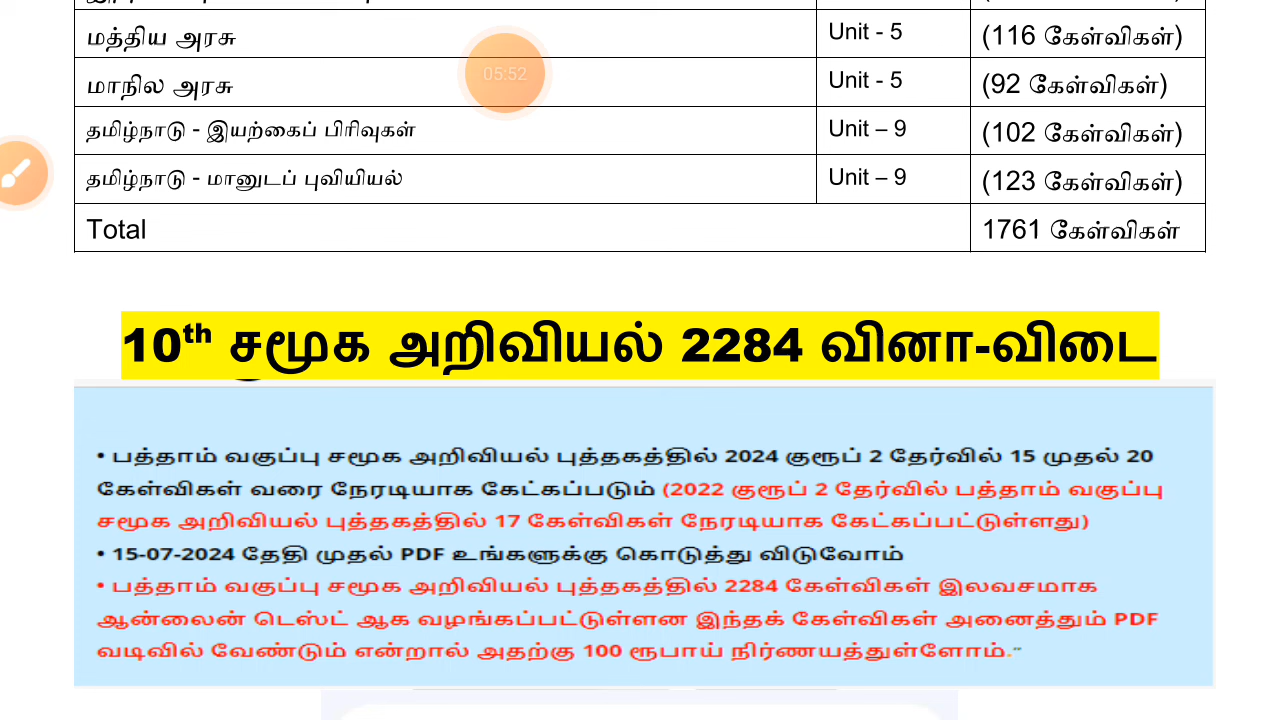 மத்திய அரசு Unit - 5 (116 கேள்விகள்)
05:52
மாநில அரசு Unit - 5 (92 கேள்விகள்)
தமிழ்நாடு - இயற்கைப் பிரிவுகள் Unit – 9 (102 கேள்விகள்)
தமிழ்நாடு - மானுடப் புவியியல் Unit – 9 (123 கேள்விகள்)
Total 1761 கேள்விகள்
10th சமூக அறிவியல் 2284 வினா-விடை
• பத்தாம் வகுப்பு சமூக அறிவியல் புத்தகத்தில் 2024 குரூப் 2 தேர்வில் 15 முதல் 20
கேள்விகள் வரை நேரடியாக கேட்கப்படும் (2022 குரூப் 2 தேர்வில் பத்தாம் வகுப்பு
சமூக அறிவியல் புத்தகத்தில் 17 கேள்விகள் நேரடியாக கேட்கப்பட்டுள்ளது)
• 15-07-2024 தேதி முதல் PDF உங்களுக்கு கொடுத்து விடுவோம்
• பத்தாம் வகுப்பு சமூக அறிவியல் புத்தகத்தில் 2284 கேள்விகள் இலவசமாக
ஆன்லைன் டெஸ்ட் ஆக வழங்கப்பட்டுள்ளன இந்தக் கேள்விகள் அனைத்தும் PDF
வடிவில் வேண்டும் என்றால் அதற்கு 100 ரூபாய் நிர்ணயத்துள்ளோம்.”